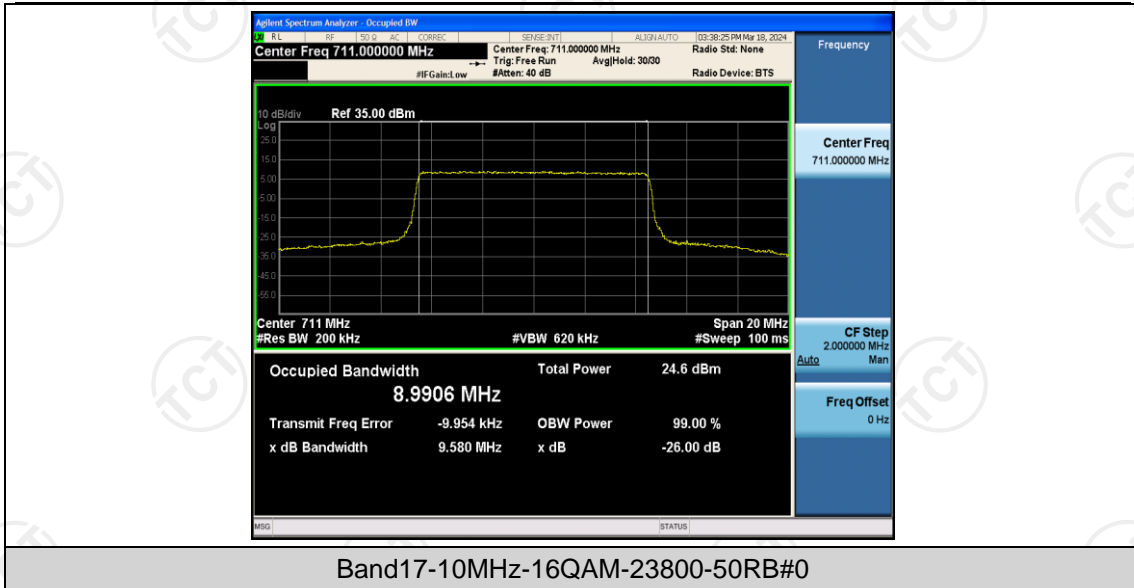 Agilent Spectrum Analyzer - Occupied BW
RL RF 50 Ω AC CORREC SENSE:INT ALIGN AUTO 03:38:25 PM Mar 18, 2024
Center Freq 711.000000 MHz
Center Freq: 711.000000 MHz Radio Std: None
Trig: Free Run Avg|Hold: 30/30
#IFGain:Low #Atten: 40 dB Radio Device: BTS
Frequency
10 dB/div Ref 35.00 dBm
Log
25.0
15.0
5.00
-5.00
-15.0
-25.0
-35.0
-45.0
-55.0
Center 711 MHz Span 20 MHz
#Res BW 200 kHz #VBW 620 kHz #Sweep 100 ms
Center Freq
711.000000 MHz
CF Step
2.000000 MHz
Auto Man
Freq Offset
0 Hz
Occupied Bandwidth Total Power 24.6 dBm
8.9906 MHz
Transmit Freq Error -9.954 kHz OBW Power 99.00 %
x dB Bandwidth 9.580 MHz x dB -26.00 dB
MSG STATUS
Band17-10MHz-16QAM-23800-50RB#0
TCT
TCT
TCT
TCT